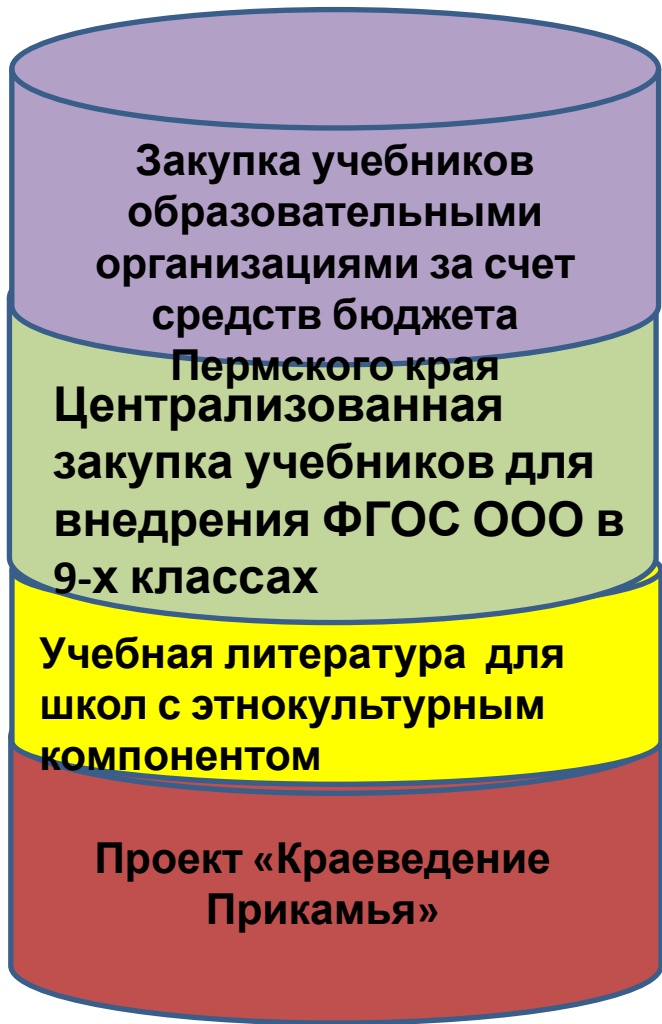 Закупка учебников
образовательными
организациями за счет
средств бюджета
Пермского края
Централизованная
закупка учебников для
внедрения ФГОС ООО в
9-х классах
Учебная литература для
школ с этнокультурным
компонентом
Проект «Краеведение
Прикамья»